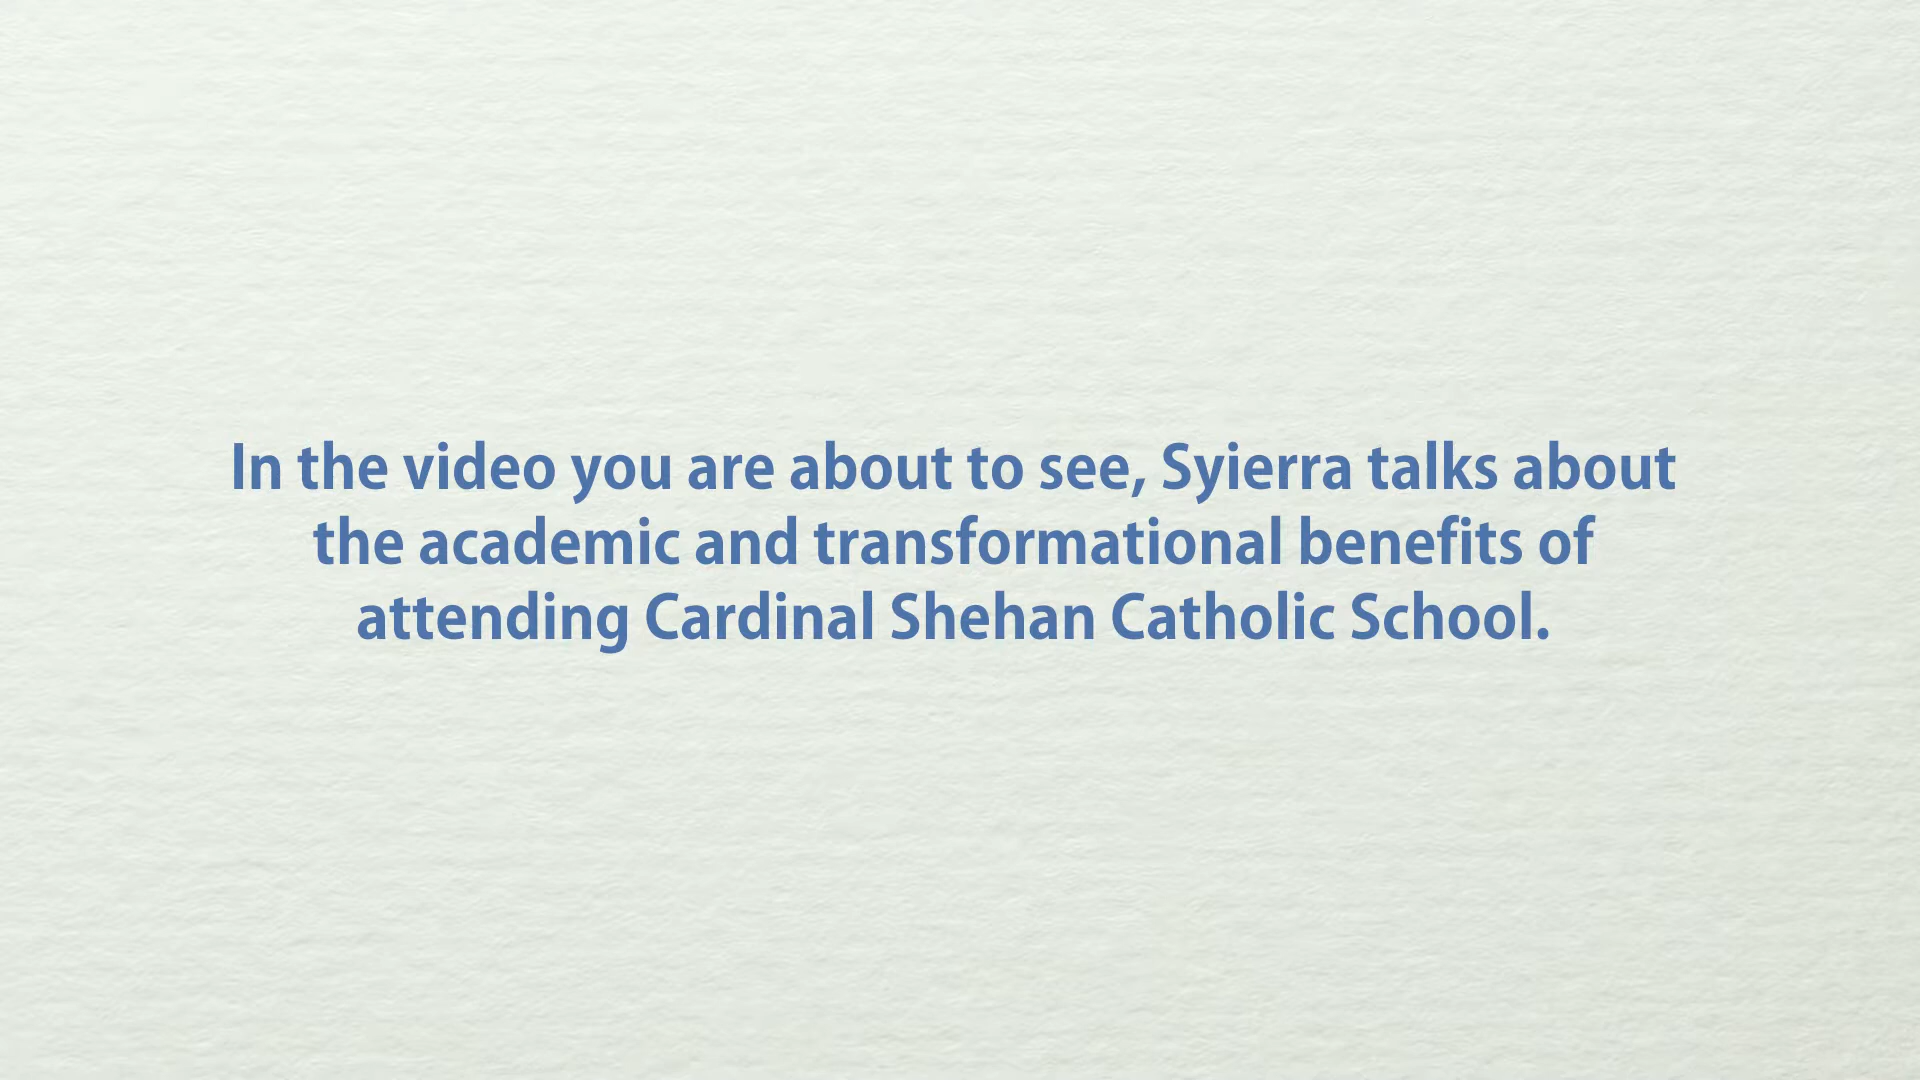 In the video you are about to see, Syierra talks about
the academic and transformational benefits of
attending Cardinal Shehan Catholic School.